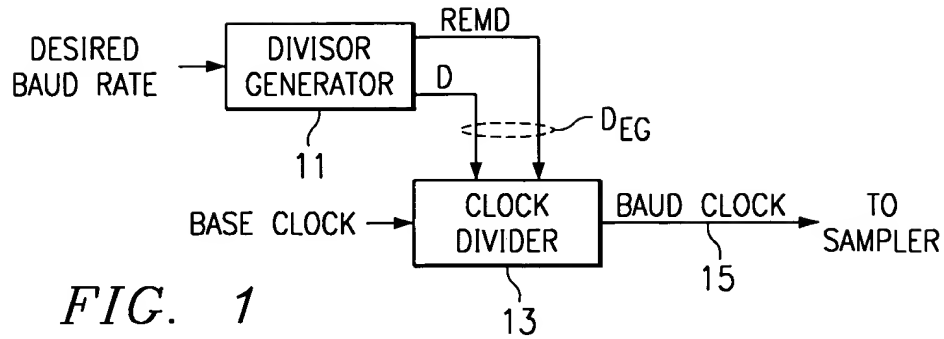 REMD
DESIRED
BAUD RATE
DIVISOR
GENERATOR
D
D_EG
11
BASE CLOCK
CLOCK
DIVIDER
BAUD CLOCK
TO
SAMPLER
15
13
FIG. 1